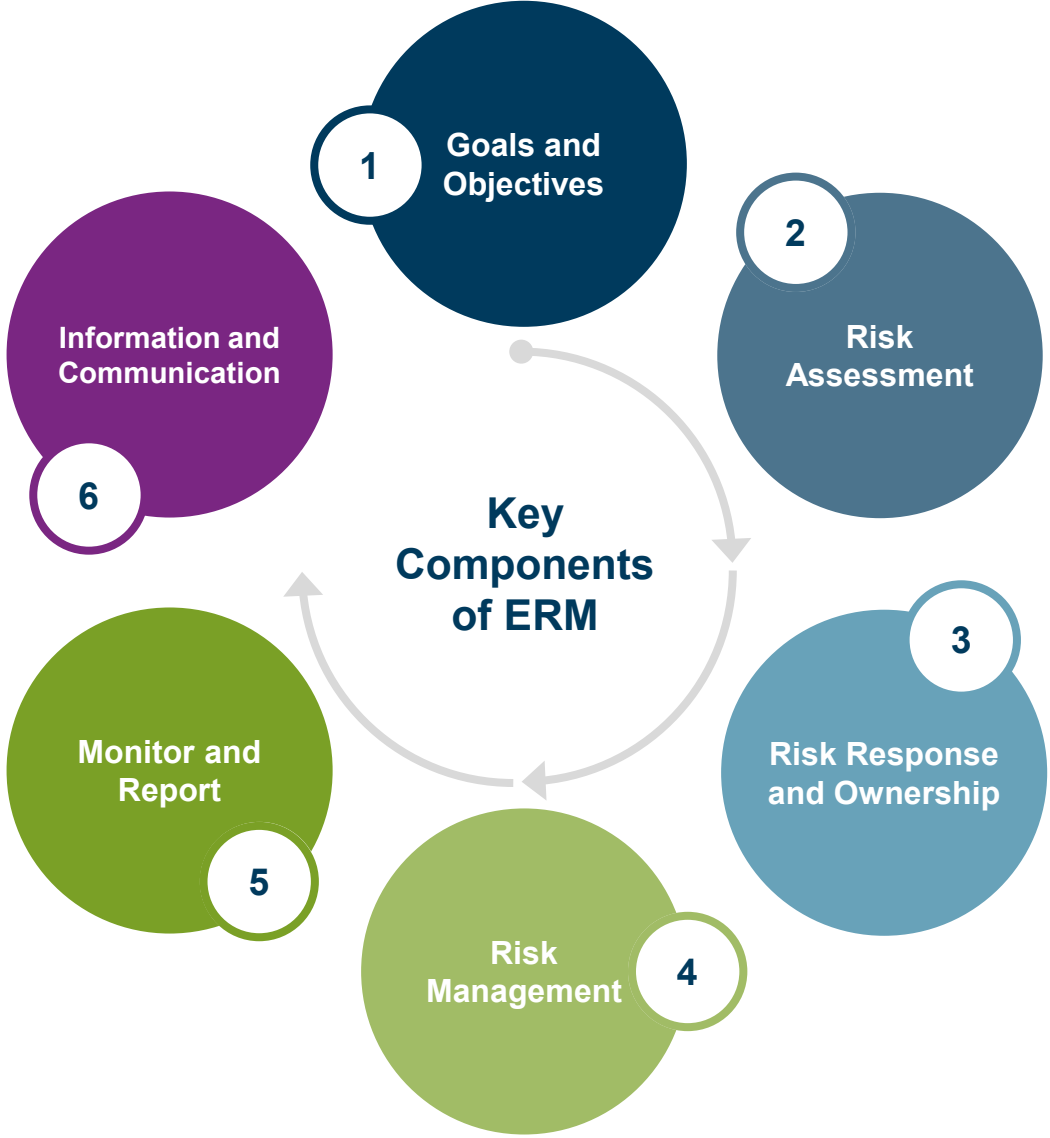 1
Goals and
Objectives
2
Risk
Assessment
3
Risk Response
and Ownership
4
Risk
Management
5
Monitor and
Report
6
Information and
Communication
Key
Components
of ERM